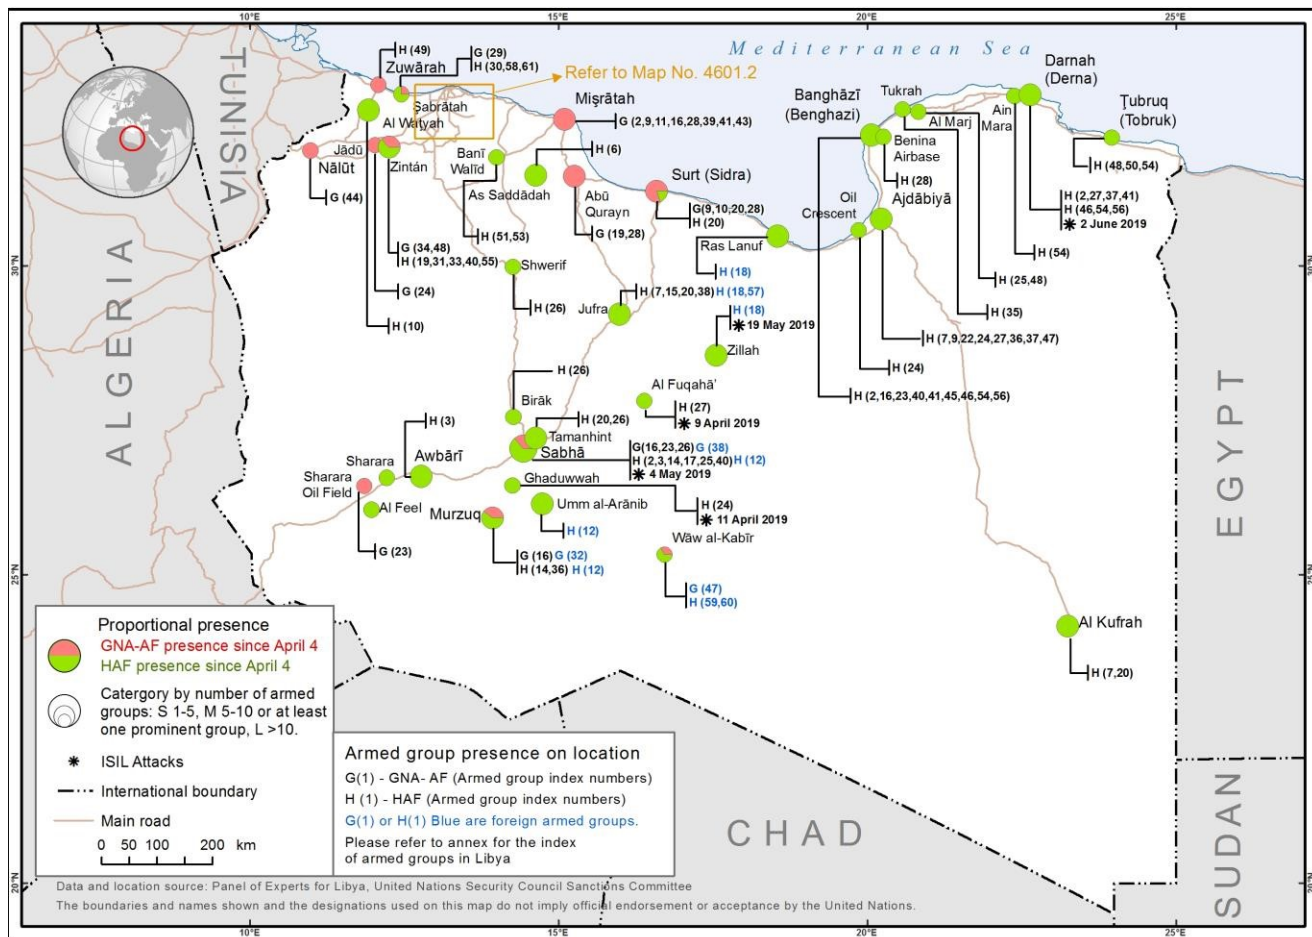 10°E
15°E
20°E
25°E
Mediterranean Sea
Refer to Map No. 4601.2
TUNISIA
ALGERIA
EGYPT
SUDAN
CHAD
H (49)
Zuwārah
G (29)
H (30,58,61)
Ṣabrātah
Al Waṭyah
Jādū
Nālūt
Zintán
G (44)
G (34,48)
H (19,31,33,40,55)
G (24)
H (10)
Mişrātah
G (2,9,11,16,28,39,41,43)
Banī
Walīd
H (6)
As Saddādah
H (51,53)
Abū
Qurayn
G (19,28)
Surt (Sidra)
G(9,10,20,28)
H (20)
Ras Lanuf
H (18)
Shwerif
H (26)
Jufra
H (7,15,20,38) H (18,57)
H (18)
19 May 2019
Zillah
Banghāzī
(Benghazi)
Tukrah
Al Marj
Benina
Airbase
H (28)
Oil
Crescent
Ajdābiyā
Ain
Mara
Darnah
(Derna)
Ţubruq
(Tobruk)
H (48,50,54)
H (2,27,37,41)
H (46,54,56)
2 June 2019
H (54)
H (25,48)
H (35)
H (7,9,22,24,27,36,37,47)
H (24)
H (2,16,23,40,41,45,46,54,56)
H (26)
Birāk
Al Fuqahā'
H (27)
9 April 2019
H (3)
H (20,26)
Tamanhint
Sabhā
G(16,23,26) G (38)
H (2,3,14,17,25,40) H (12)
4 May 2019
Awbārī
Sharara
Sharara
Oil Field
Al Feel
G (23)
Ghaduwwah
H (24)
11 April 2019
Umm al-Arānib
H (12)
Murzuq
G (16) G (32)
H (14,36) H (12)
Wāw al-Kabīr
G (47)
H (59,60)
Al Kufrah
H (7,20)
30°N
30°N
25°N
25°N
20°N
20°N
Proportional presence
GNA-AF presence since April 4
HAF presence since April 4
Catergory by number of armed
groups: S 1-5, M 5-10 or at least
one prominent group, L >10.
ISIL Attacks
International boundary
Main road
0 50 100 200 km
Armed group presence on location
G(1) - GNA- AF (Armed group index numbers)
H (1) - HAF (Armed group index numbers)
G(1) or H(1) Blue are foreign armed groups.
Please refer to annex for the index
of armed groups in Libya
Data and location source: Panel of Experts for Libya, United Nations Security Council Sanctions Committee
The boundaries and names shown and the designations used on this map do not imply official endorsement or acceptance by the United Nations.
10°E
15°E
20°E
25°E